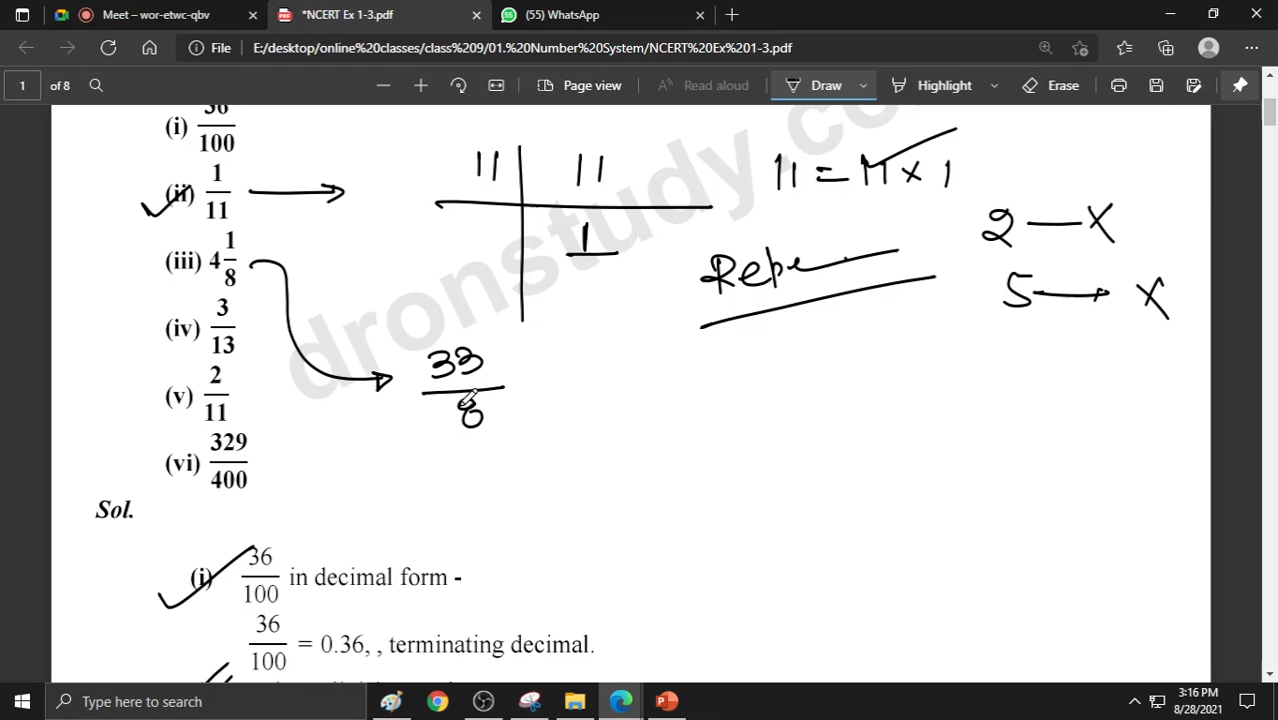 Meet – wor-etwc-qbv
*NCERT Ex 1-3.pdf
(55) WhatsApp
File
E:/desktop/online%20classes/class%209/01.%20Number%20System/NCERT%20Ex%201-3.pdf
1 of 8
Page view
Read aloud
Draw
Highlight
Erase
(i) 36/100
(ii) 1/11
11 | 11
1
11 = 11 × 1
2 — X
5 → X
Repe
(iii) 4 1/8
33/8
(iv) 3/13
(v) 2/11
(vi) 329/400
dronstudy.co
Sol.
(i) 36/100 in decimal form -
36/100 = 0.36, , terminating decimal.
Type here to search
3:16 PM
8/28/2021